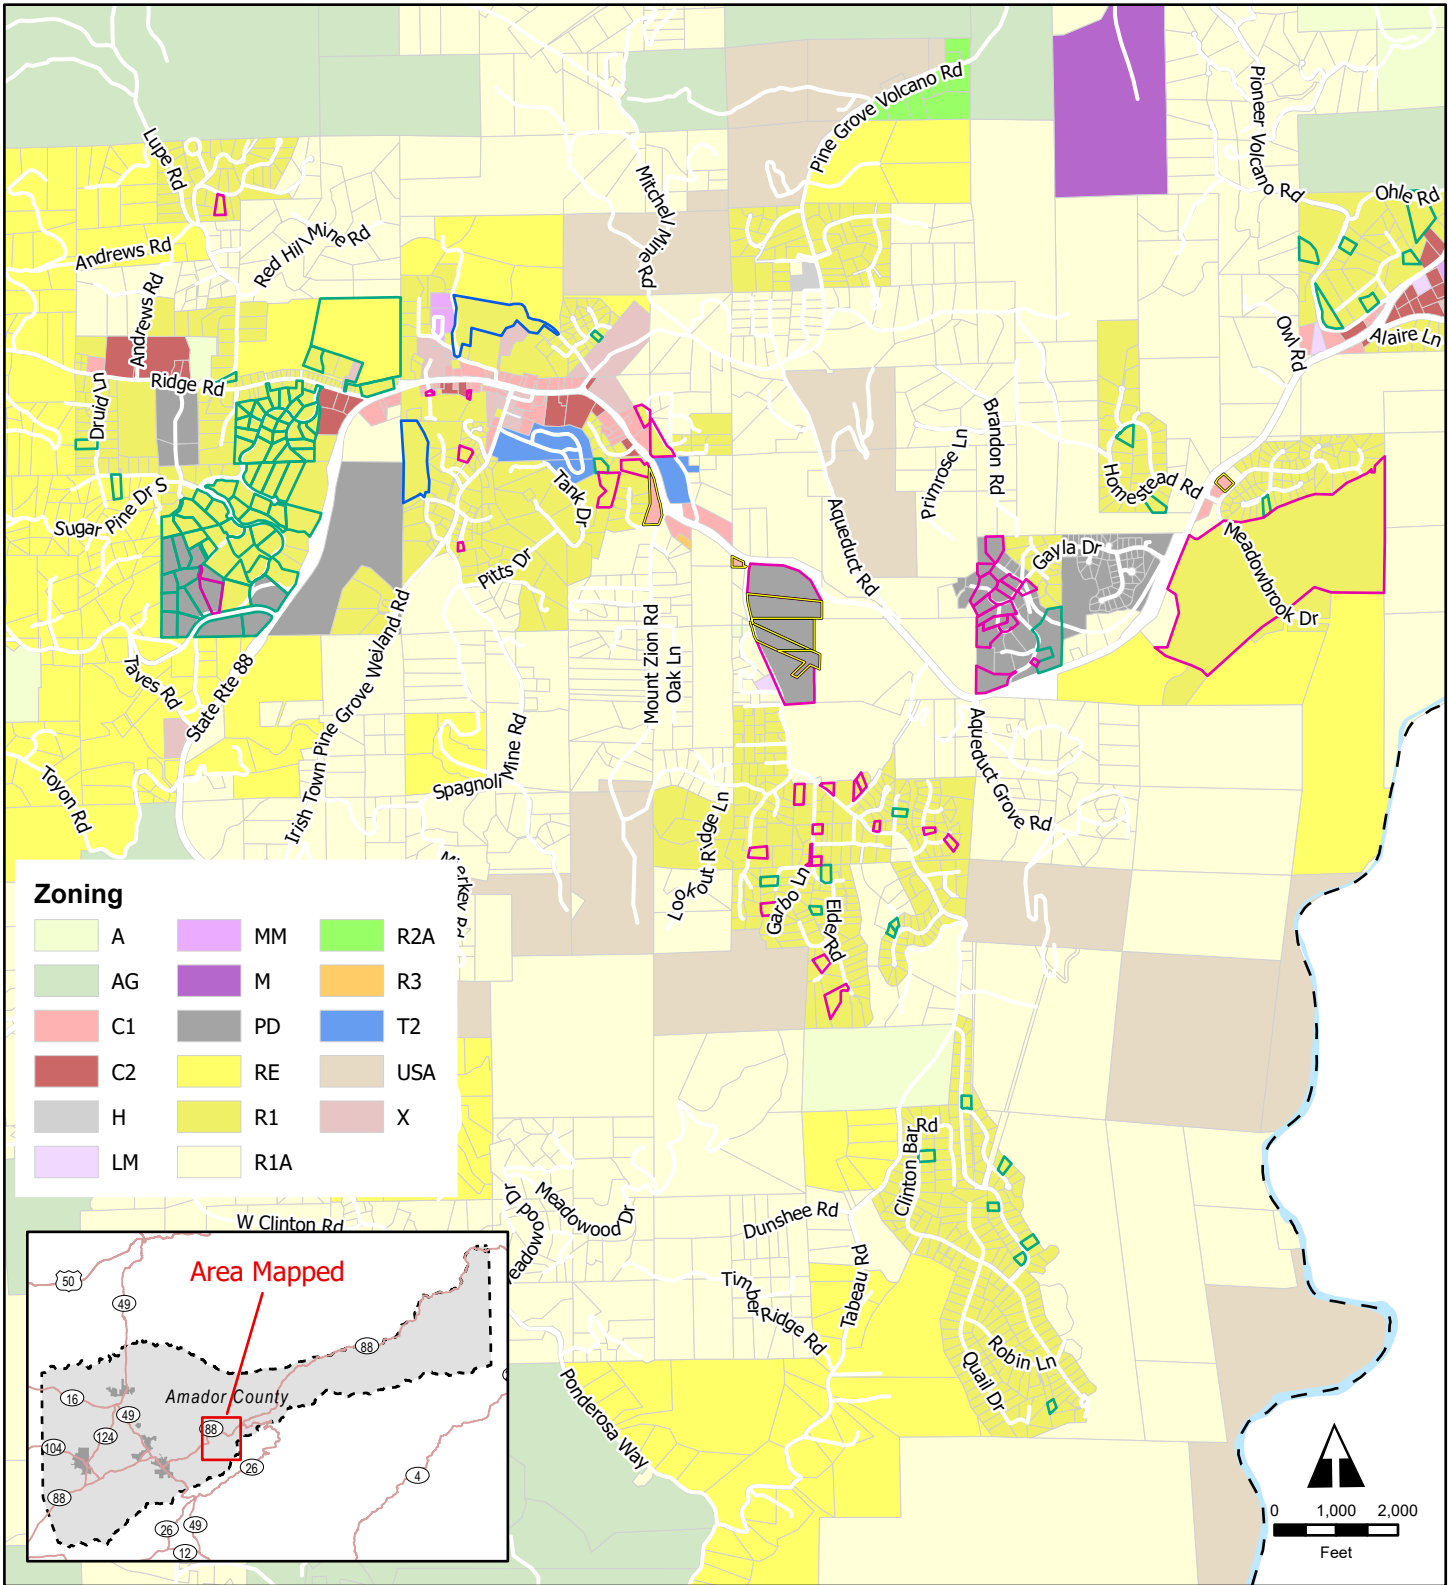 Pine Grove Volcano Rd
Pioneer Volcano Rd
Lupe Rd
Mitchel Mine Rd
Ohle Rd
Andrews Rd
Red Hill Mine Rd
Andrews Rd
Owl Rd
Alaire Ln
Ridge Rd
Druid Ln
Brandon Rd
Primrose Ln
Homestead Rd
Sugar Pine Dr S
Tank Dr
Aqueduct Rd
Gayla Dr
Meadowbrook Dr
Pitts Dr
Irish Town Pine Grove Weiland Rd
Mount Zion Rd
Oak Ln
Taves Rd
State Rte 88
Aqueduct Grove Rd
Toyon Rd
Spagnoli Mine Rd
Lookout Ridge Ln
Garbo Ln
Elder Rd
Mierkey Rd
Zoning
A
MM
R2A
AG
M
R3
C1
PD
T2
C2
RE
USA
H
R1
X
LM
R1A
Clinton Bar Rd
Meadowood Dr
Meadowood Dr
W Clinton Rd
Dunshee Rd
Tabeau Rd
Timber Ridge Rd
Robin Ln
Quail Dr
Ponderosa Way
Area Mapped
50
49
88
16
Amador County
49
88
124
104
26
4
88
26
49
12
0
1,000
2,000
Feet